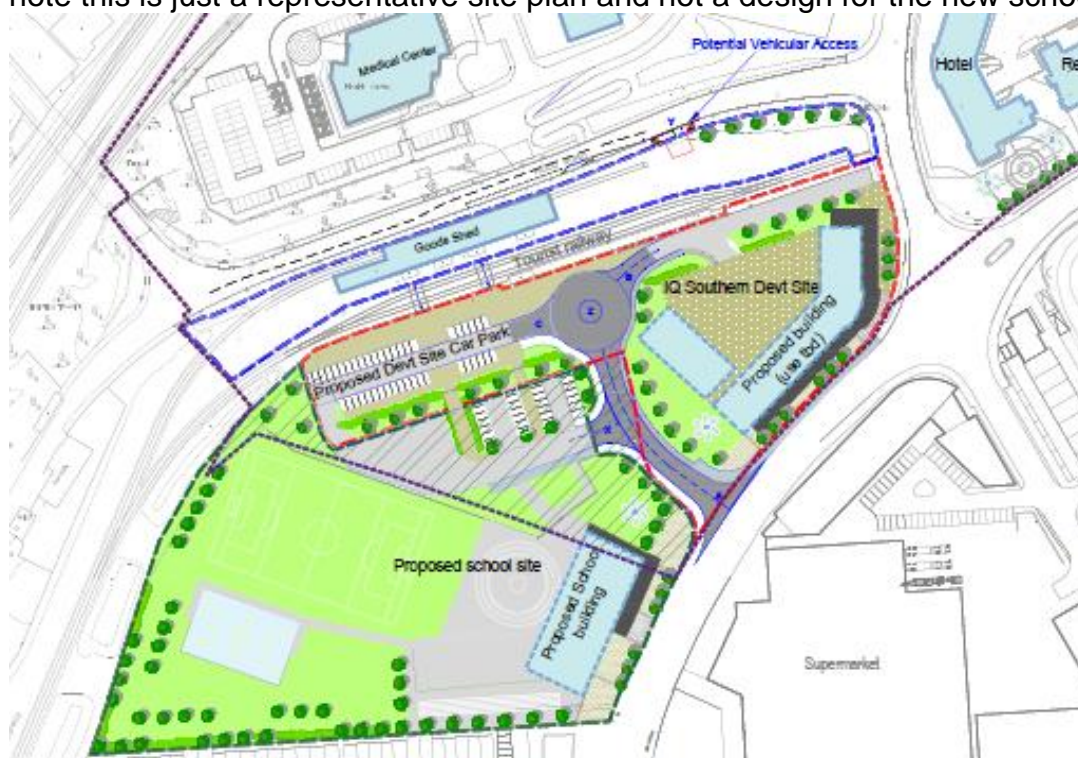 note this is just a representative site plan and not a design for the new scho
Potential Vehicular Access
Medical Center
Hotel
Re
Goods Shed
Tourist railway
IQ Southern Devt Site
Proposed building
(use tbd)
Proposed Devt Site Car Park
Proposed school site
Proposed School
building
Supermarket